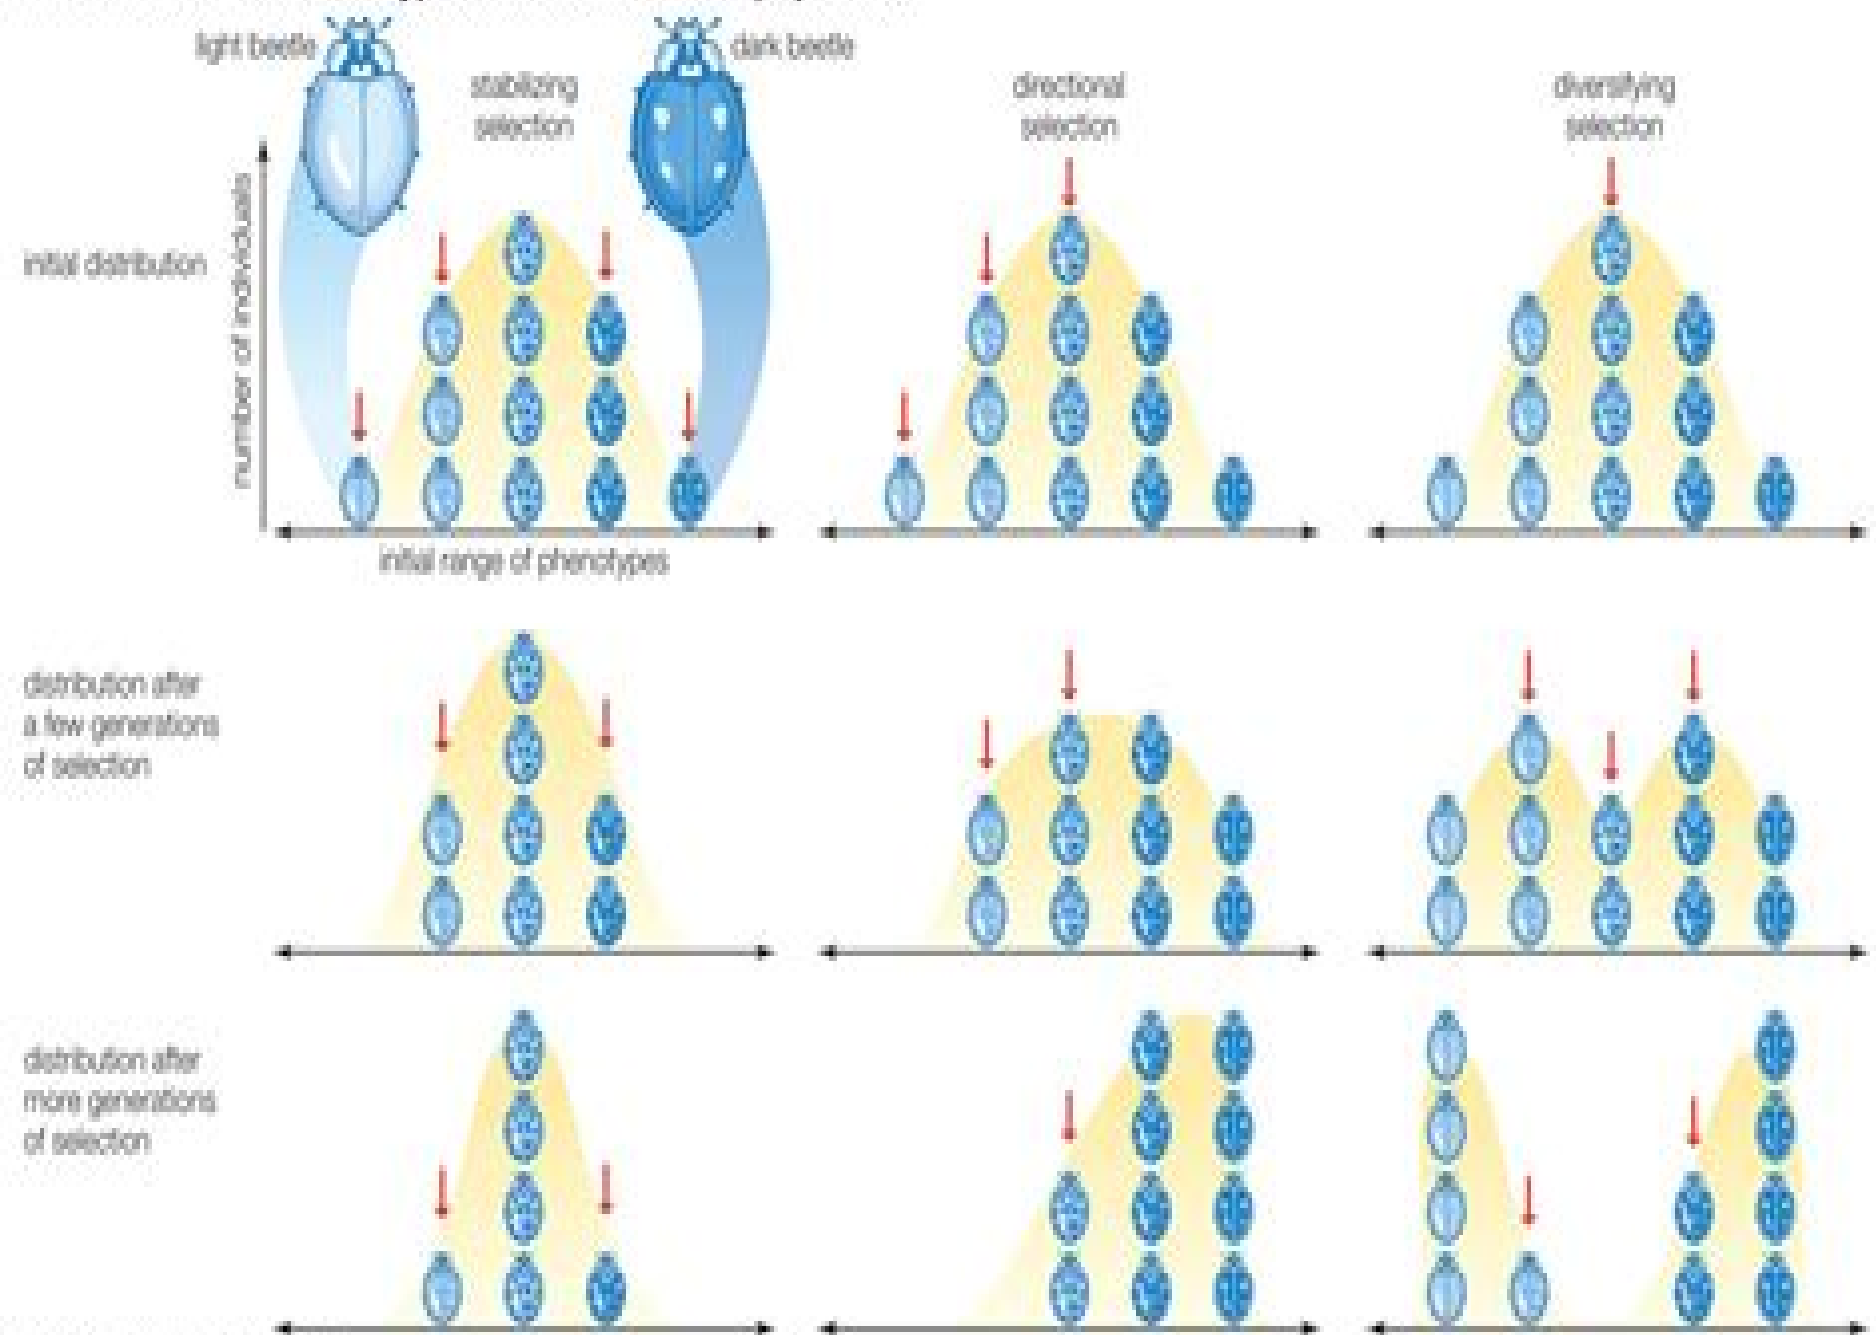 light beetle
dark beetle
stabilizing
selection
directional
selection
diversifying
selection
number of individuals
initial distribution
initial range of phenotypes
distribution after
a few generations
of selection
distribution after
more generations
of selection